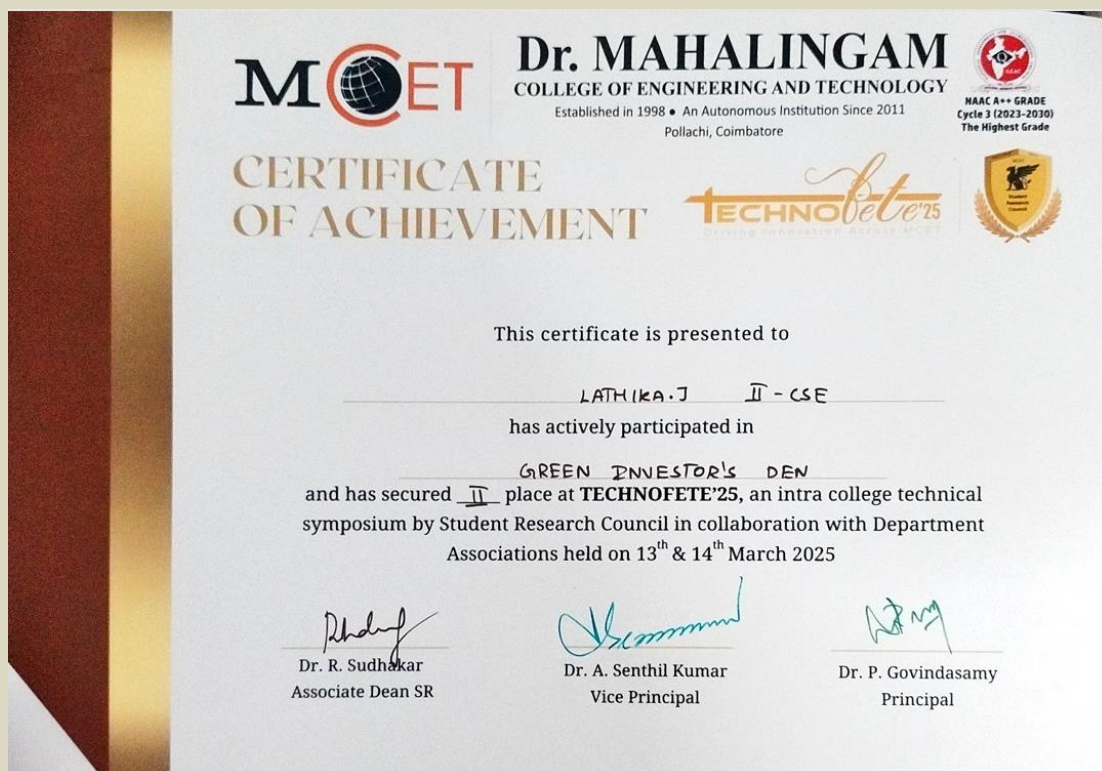 MCET
Dr. MAHALINGAM
COLLEGE OF ENGINEERING AND TECHNOLOGY
Established in 1998 • An Autonomous Institution Since 2011
Pollachi, Coimbatore
NAAC A++ GRADE
Cycle 3 (2023-2030)
The Highest Grade
CERTIFICATE
OF ACHIEVEMENT
TECHNOfete'25
Driving Innovation Across MCET
Student
Research
Council
This certificate is presented to
LATHIKA.J II - CSE
has actively participated in
GREEN INVESTOR'S DEN
and has secured II place at TECHNOFETE’25, an intra college technical
symposium by Student Research Council in collaboration with Department
Associations held on 13th & 14th March 2025
Dr. R. Sudhakar
Associate Dean SR
Dr. A. Senthil Kumar
Vice Principal
Dr. P. Govindasamy
Principal